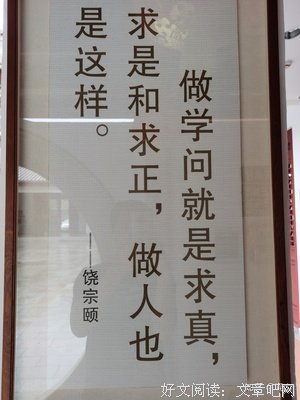 做学问就是求真，
求是和求正，做人也
是这样。
——饶宗颐
好文阅读：文章吧网